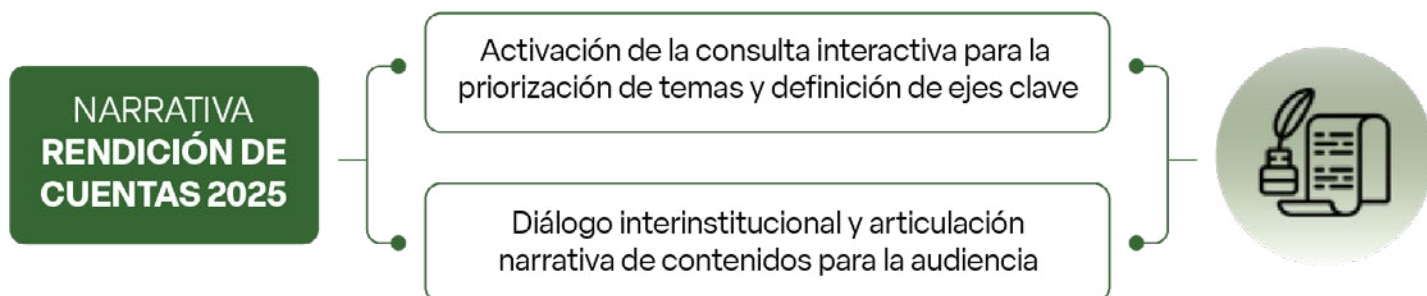 NARRATIVA
RENDICIÓN DE
CUENTAS 2025
Activación de la consulta interactiva para la
priorización de temas y definición de ejes clave
Diálogo interinstitucional y articulación
narrativa de contenidos para la audiencia